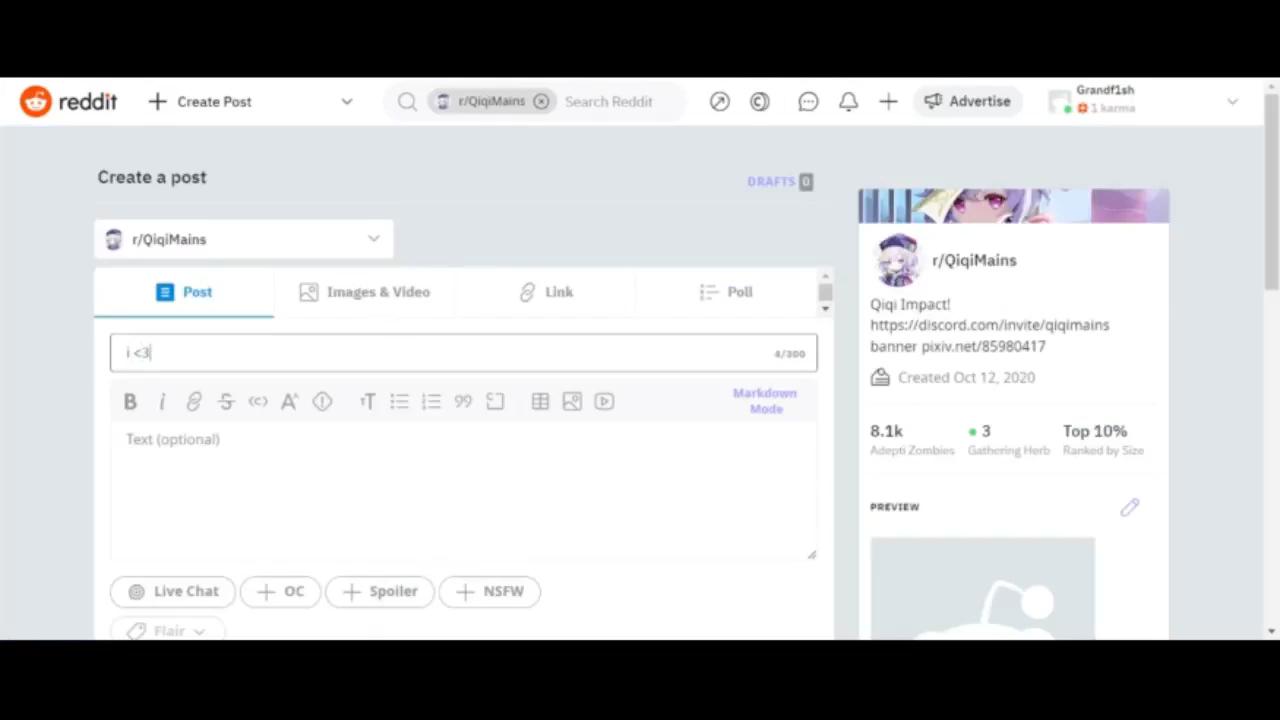 reddit
Create Post
r/QiqiMains
Search Reddit
Advertise
Grandf1sh
1 karma
Create a post
DRAFTS 0
r/QiqiMains
Post
Images & Video
Link
Poll
i <3
4/300
Markdown
Mode
Text (optional)
Live Chat
OC
Spoiler
NSFW
Flair
r/QiqiMains
Qiqi Impact!
https://discord.com/invite/qiqimains
banner pixiv.net/85980417
Created Oct 12, 2020
8.1k
3
Top 10%
Adepti Zombies
Gathering Herb
Ranked by Size
PREVIEW